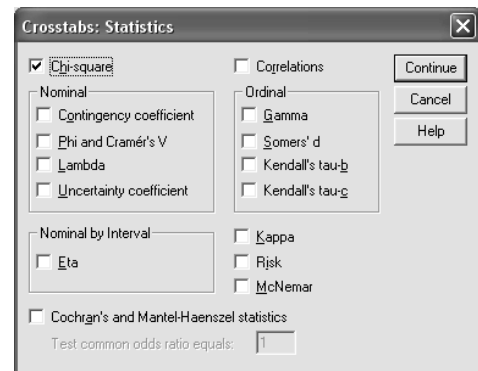 Crosstabs: Statistics
Chi-square
Correlations
Continue
Nominal
Ordinal
Cancel
Contingency coefficient
Gamma
Help
Phi and Cramér's V
Somers' d
Lambda
Kendall's tau-b
Uncertainty coefficient
Kendall's tau-c
Nominal by Interval
Kappa
Eta
Risk
McNemar
Cochran's and Mantel-Haenszel statistics
Test common odds ratio equals: 1